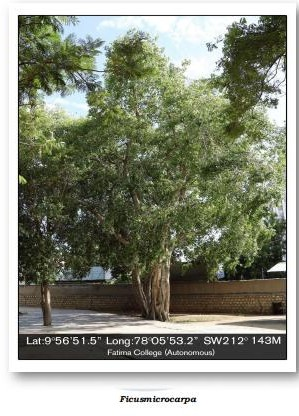 Lat:9°56'51.5" Long:78°05'53.2" SW212° 143M
Fatima College (Autonomous)
Ficusmicrocarpa